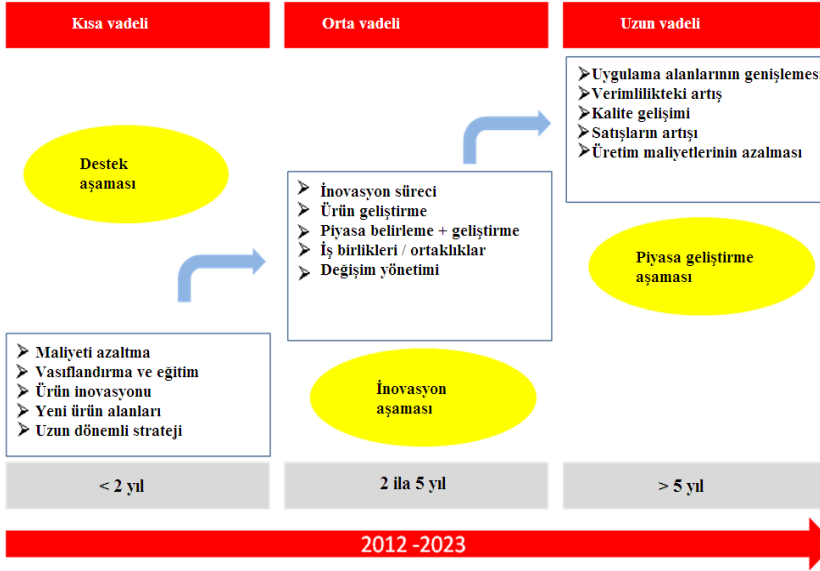 Kısa vadeli
Orta vadeli
Uzun vadeli
Destek
aşaması
Maliyeti azaltma
Vasıflandırma ve eğitim
Ürün inovasyonu
Yeni ürün alanları
Uzun dönemli strateji
İnovasyon süreci
Ürün geliştirme
Piyasa belirleme + geliştirme
İş birlikleri / ortaklıklar
Değişim yönetimi
İnovasyon
aşaması
Uygulama alanlarının genişlemesi
Verimlilikteki artış
Kalite gelişimi
Satışların artışı
Üretim maliyetlerinin azalması
Piyasa geliştirme
aşaması
< 2 yıl
2 ila 5 yıl
> 5 yıl
2012 -2023